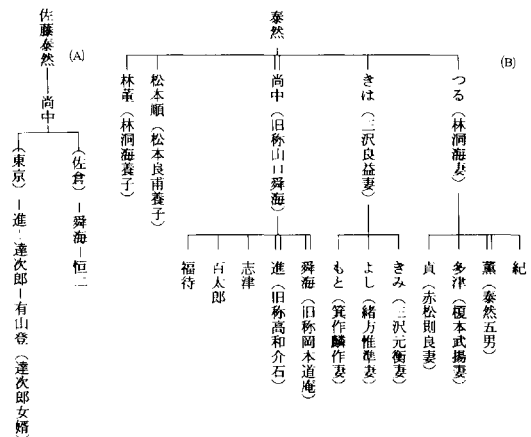 (B)
泰然
つる（林洞海妻）
きは（三沢良益妻）
尚中（旧称山口舜海）
松本順（松本良甫養子）
林董（林洞海養子）
紀
薫（泰然五男）
多津（榎本武揚妻）
貞（赤松則良妻）
きみ（三沢元衡妻）
よし（緒方惟準妻）
もと（箕作麟作妻）
舜海（旧称岡本道庵）
進（旧称高和介石）
志津
百太郎
福待
(A)
佐藤泰然―尚中
（佐倉）―舜海―恒二
（東京）―進―達次郎―有山登（達次郎女婿）